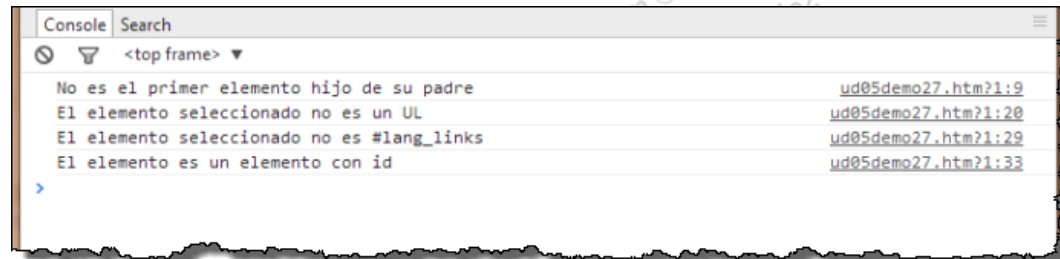 Console Search
<top frame> ▼
No es el primer elemento hijo de su padre ud05demo27.htm?1:9
El elemento seleccionado no es un UL ud05demo27.htm?1:20
El elemento seleccionado no es #lang_links ud05demo27.htm?1:29
El elemento es un elemento con id ud05demo27.htm?1:33
>